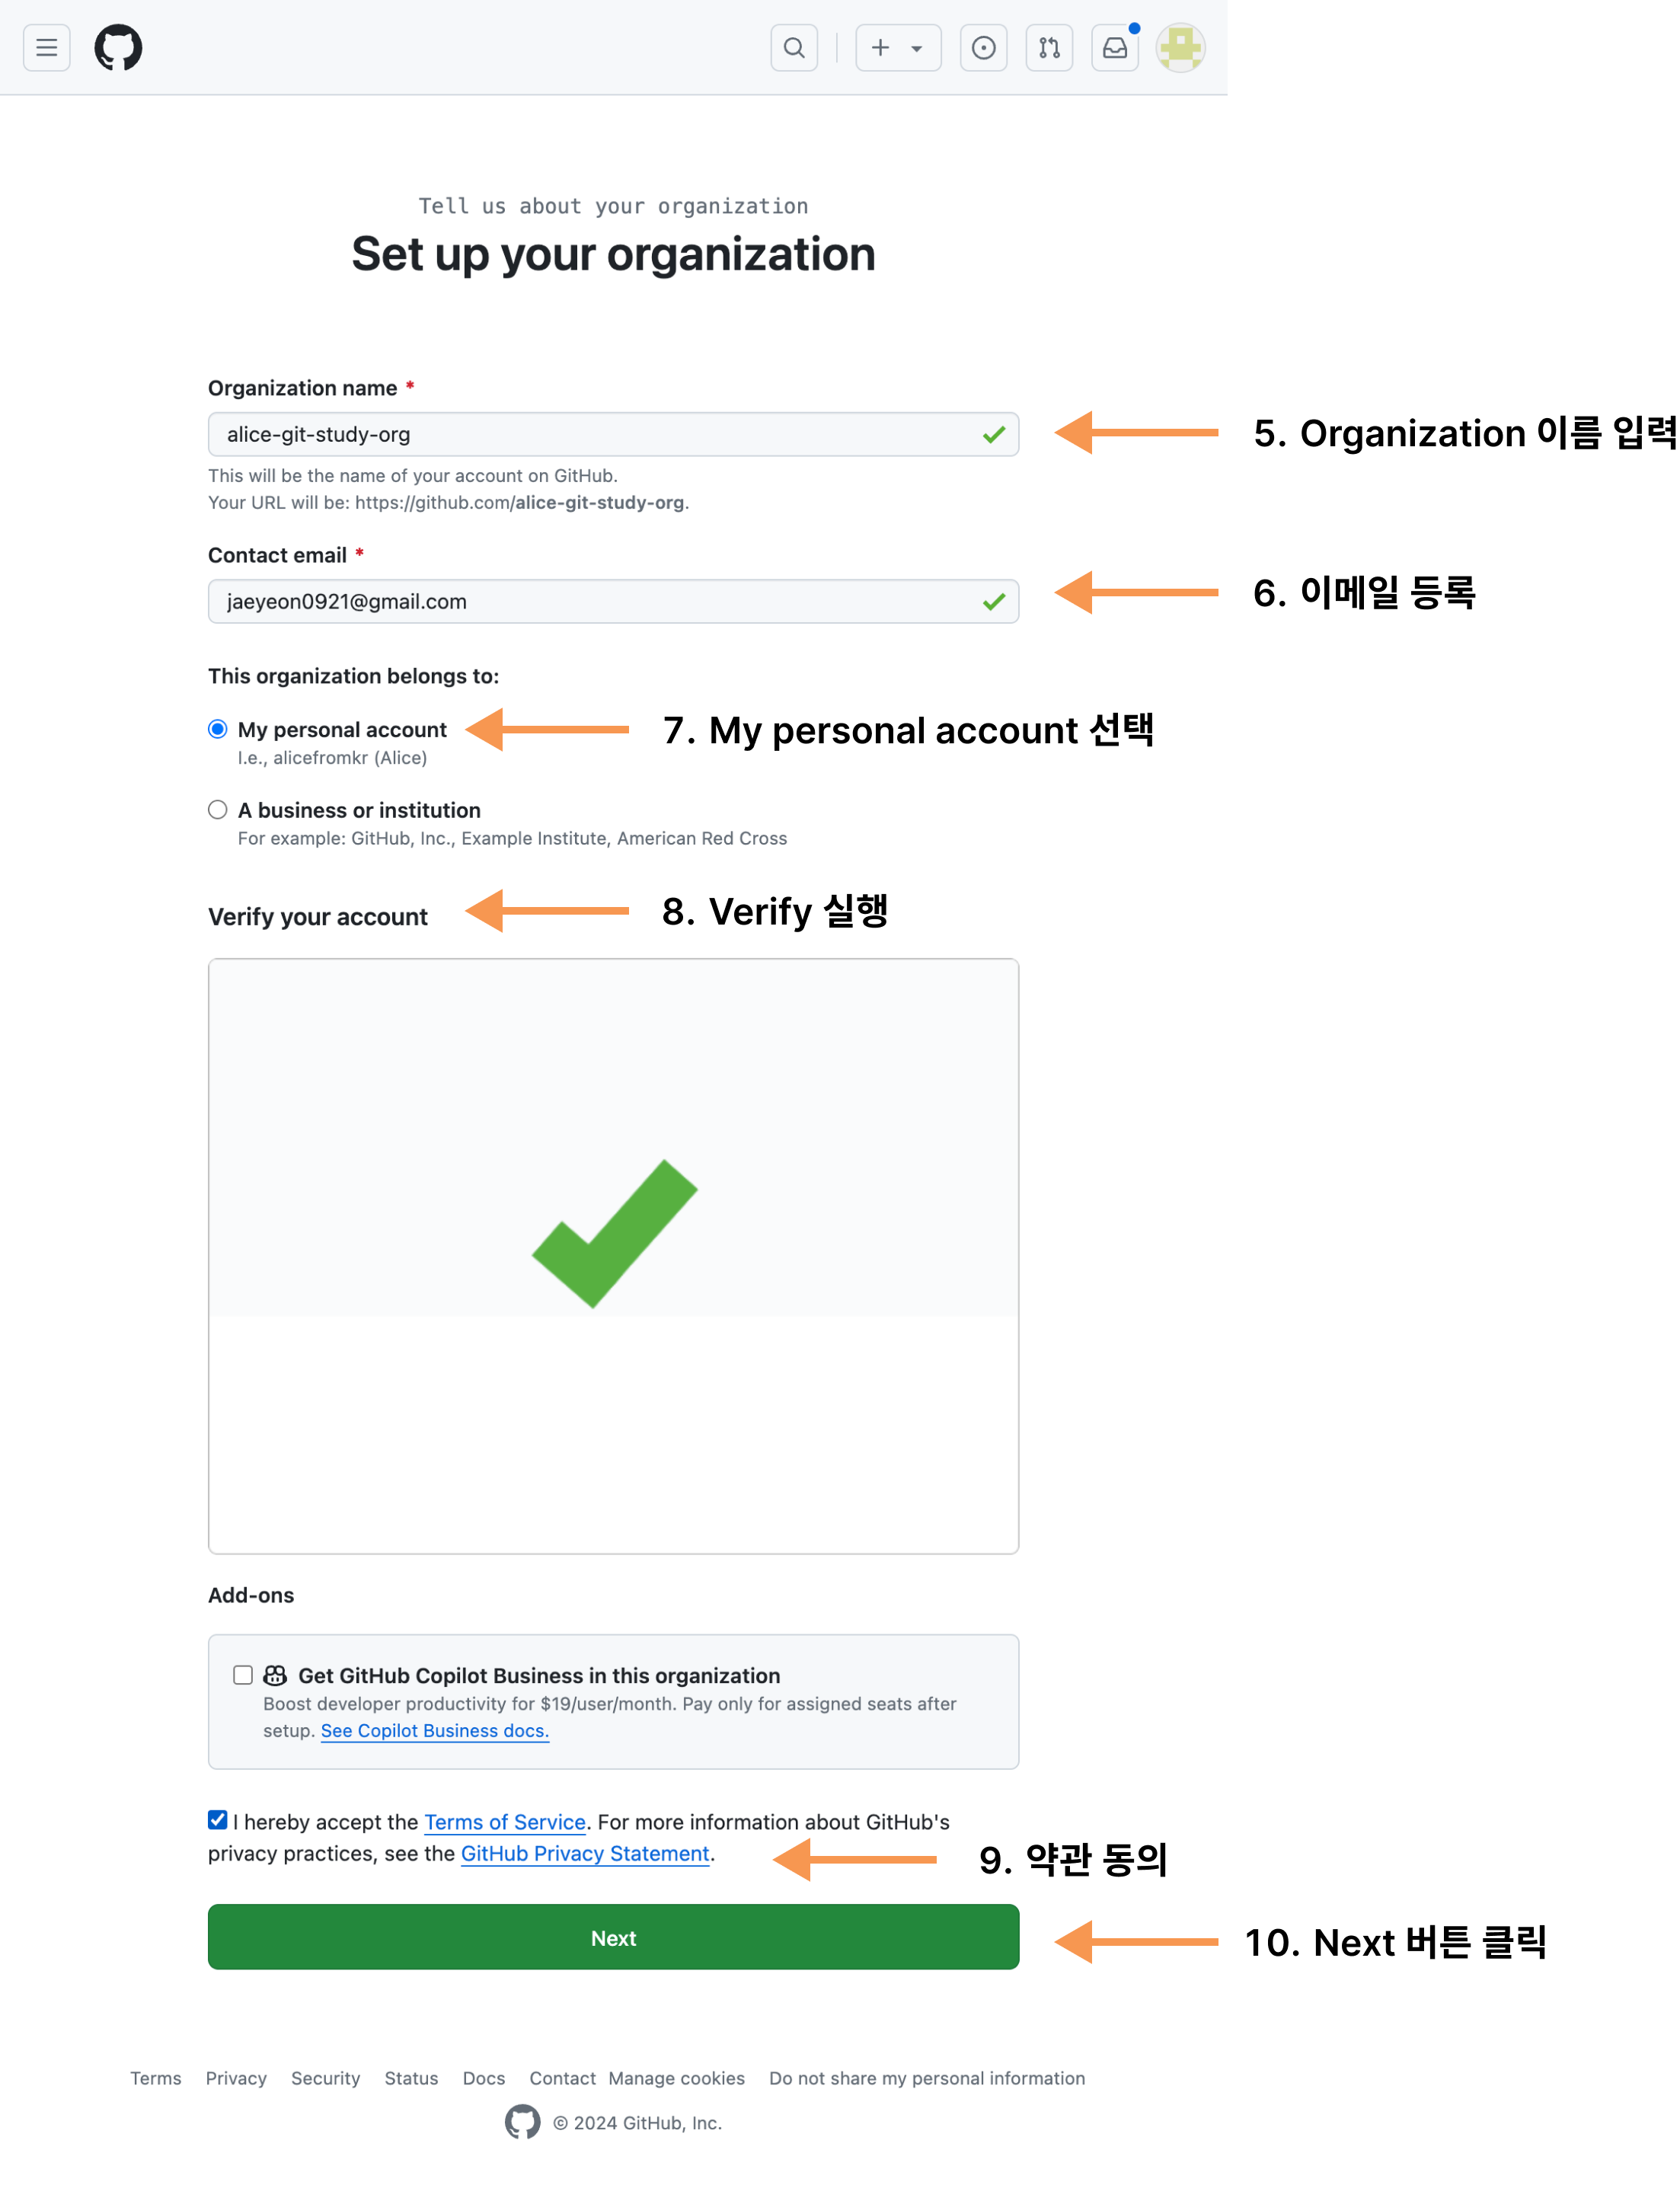 Tell us about your organization
Set up your organization
Organization name *
alice-git-study-org
5. Organization 이름 입력
This will be the name of your account on GitHub.
Your URL will be: https://github.com/alice-git-study-org.
Contact email *
jaeyeon0921@gmail.com
6. 이메일 등록
This organization belongs to:
My personal account
7. My personal account 선택
I.e., alicefromkr (Alice)
A business or institution
For example: GitHub, Inc., Example Institute, American Red Cross
Verify your account
8. Verify 실행
Add-ons
Get GitHub Copilot Business in this organization
Boost developer productivity for $19/user/month. Pay only for assigned seats after
setup. See Copilot Business docs.
I hereby accept the Terms of Service. For more information about GitHub's
privacy practices, see the GitHub Privacy Statement.
9. 약관 동의
Next
10. Next 버튼 클릭
Terms Privacy Security Status Docs Contact Manage cookies Do not share my personal information
© 2024 GitHub, Inc.